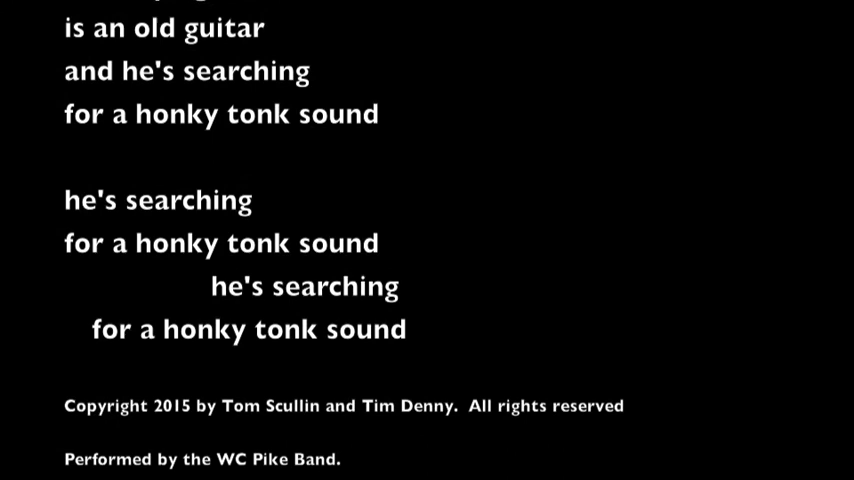 is an old guitar
and he's searching
for a honky tonk sound
he's searching
for a honky tonk sound
he's searching
for a honky tonk sound
Copyright 2015 by Tom Scullin and Tim Denny. All rights reserved
Performed by the WC Pike Band.